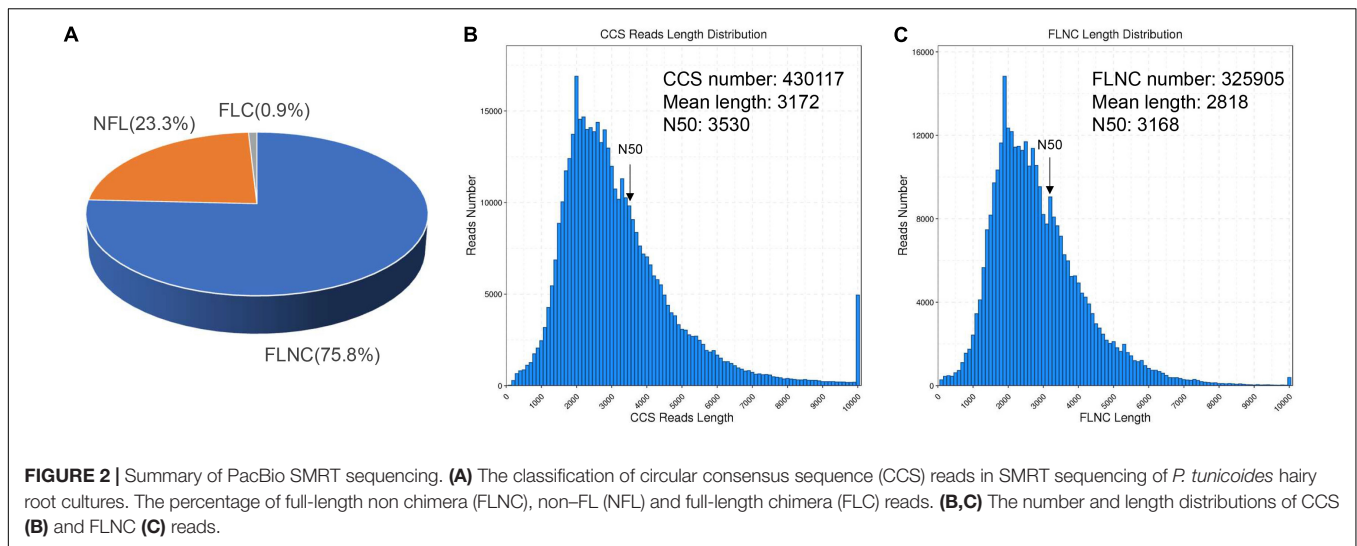 A
FLC(0.9%)
NFL(23.3%)
FLNC(75.8%)
B
CCS Reads Length Distribution
CCS number: 430117
Mean length: 3172
N50: 3530
N50
Reads Number
15000
10000
5000
0
0 1000 2000 3000 4000 5000 6000 7000 8000 9000 10000
CCS Reads Length
C
FLNC Length Distribution
FLNC number: 325905
Mean length: 2818
N50: 3168
N50
Reads Number
16000
12000
8000
4000
0
0 1000 2000 3000 4000 5000 6000 7000 8000 9000 10000
FLNC Length
FIGURE 2 | Summary of PacBio SMRT sequencing. (A) The classification of circular consensus sequence (CCS) reads in SMRT sequencing of P. tunicoides hairy
root cultures. The percentage of full-length non chimera (FLNC), non–FL (NFL) and full-length chimera (FLC) reads. (B,C) The number and length distributions of CCS
(B) and FLNC (C) reads.